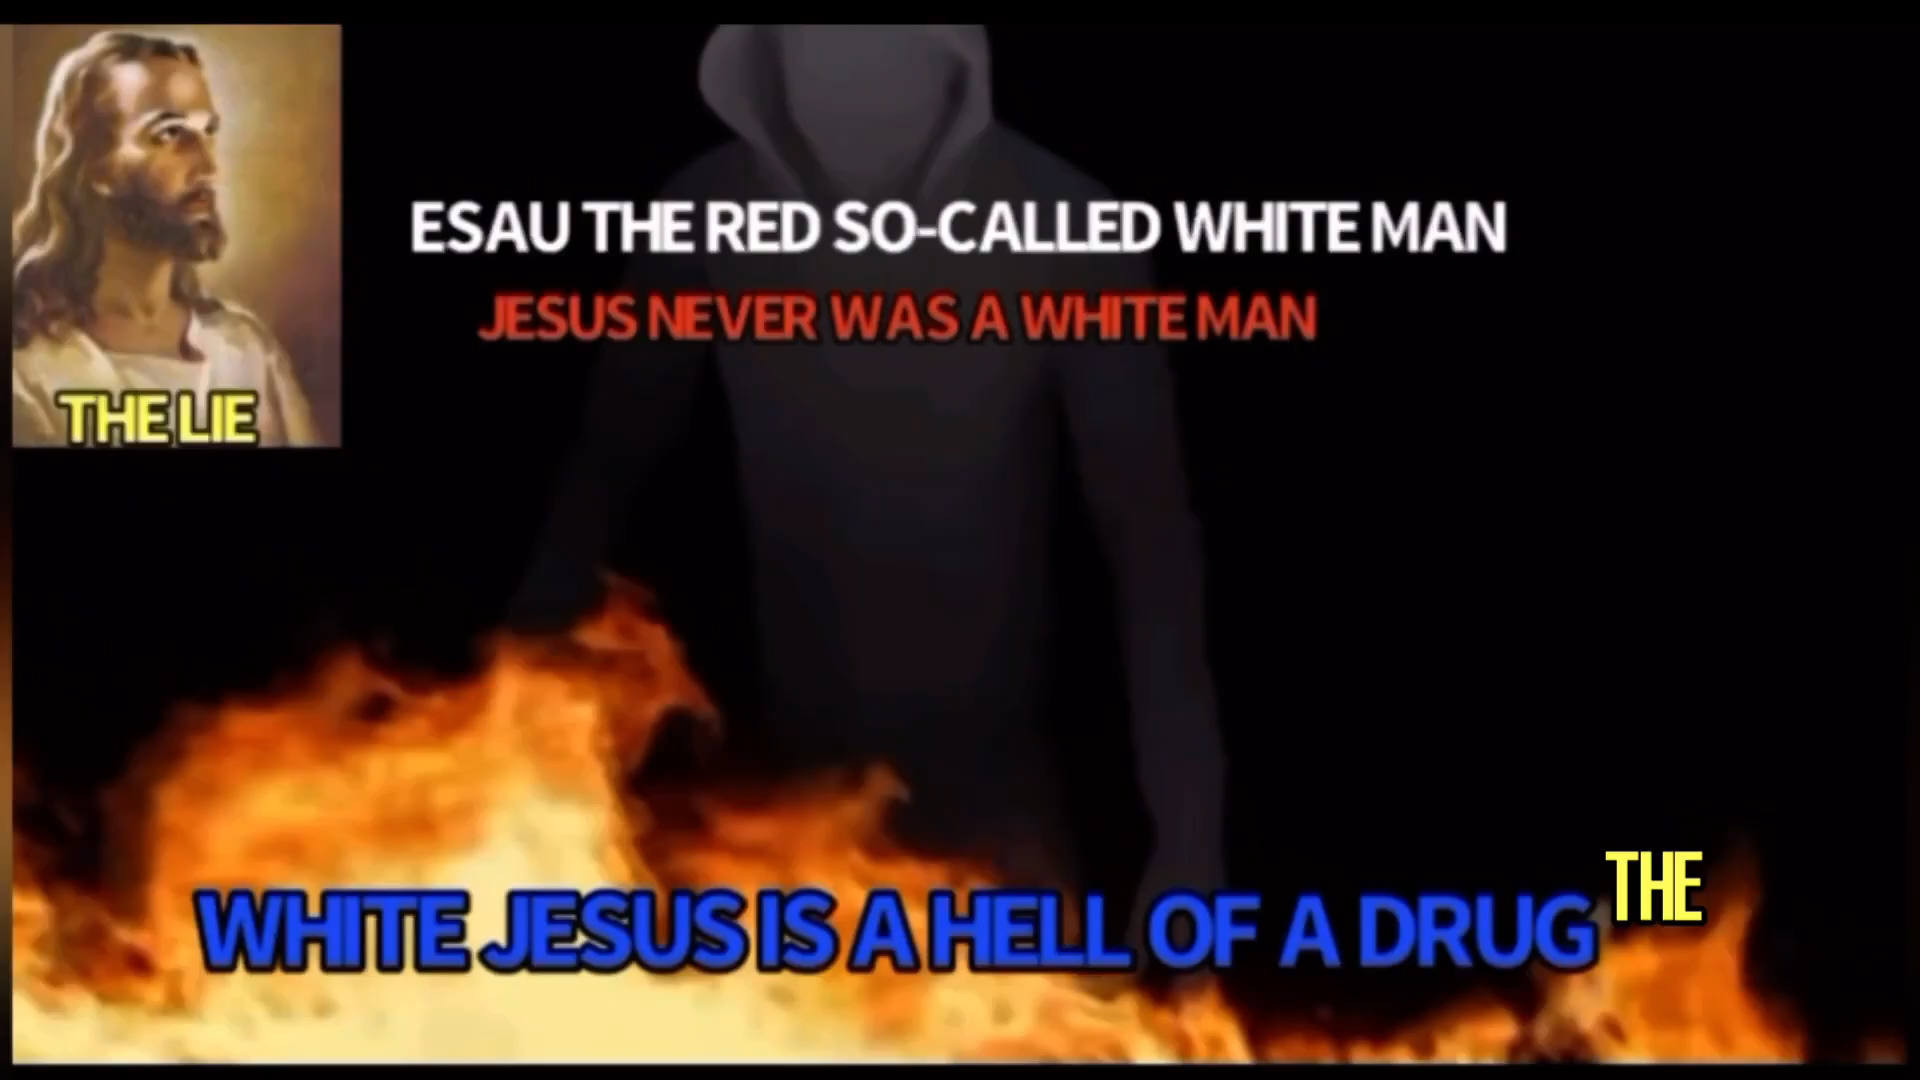 ESAU THE RED SO-CALLED WHITE MAN
JESUS NEVER WAS A WHITE MAN
THE LIE
THE
WHITE JESUS IS A HELL OF A DRUG